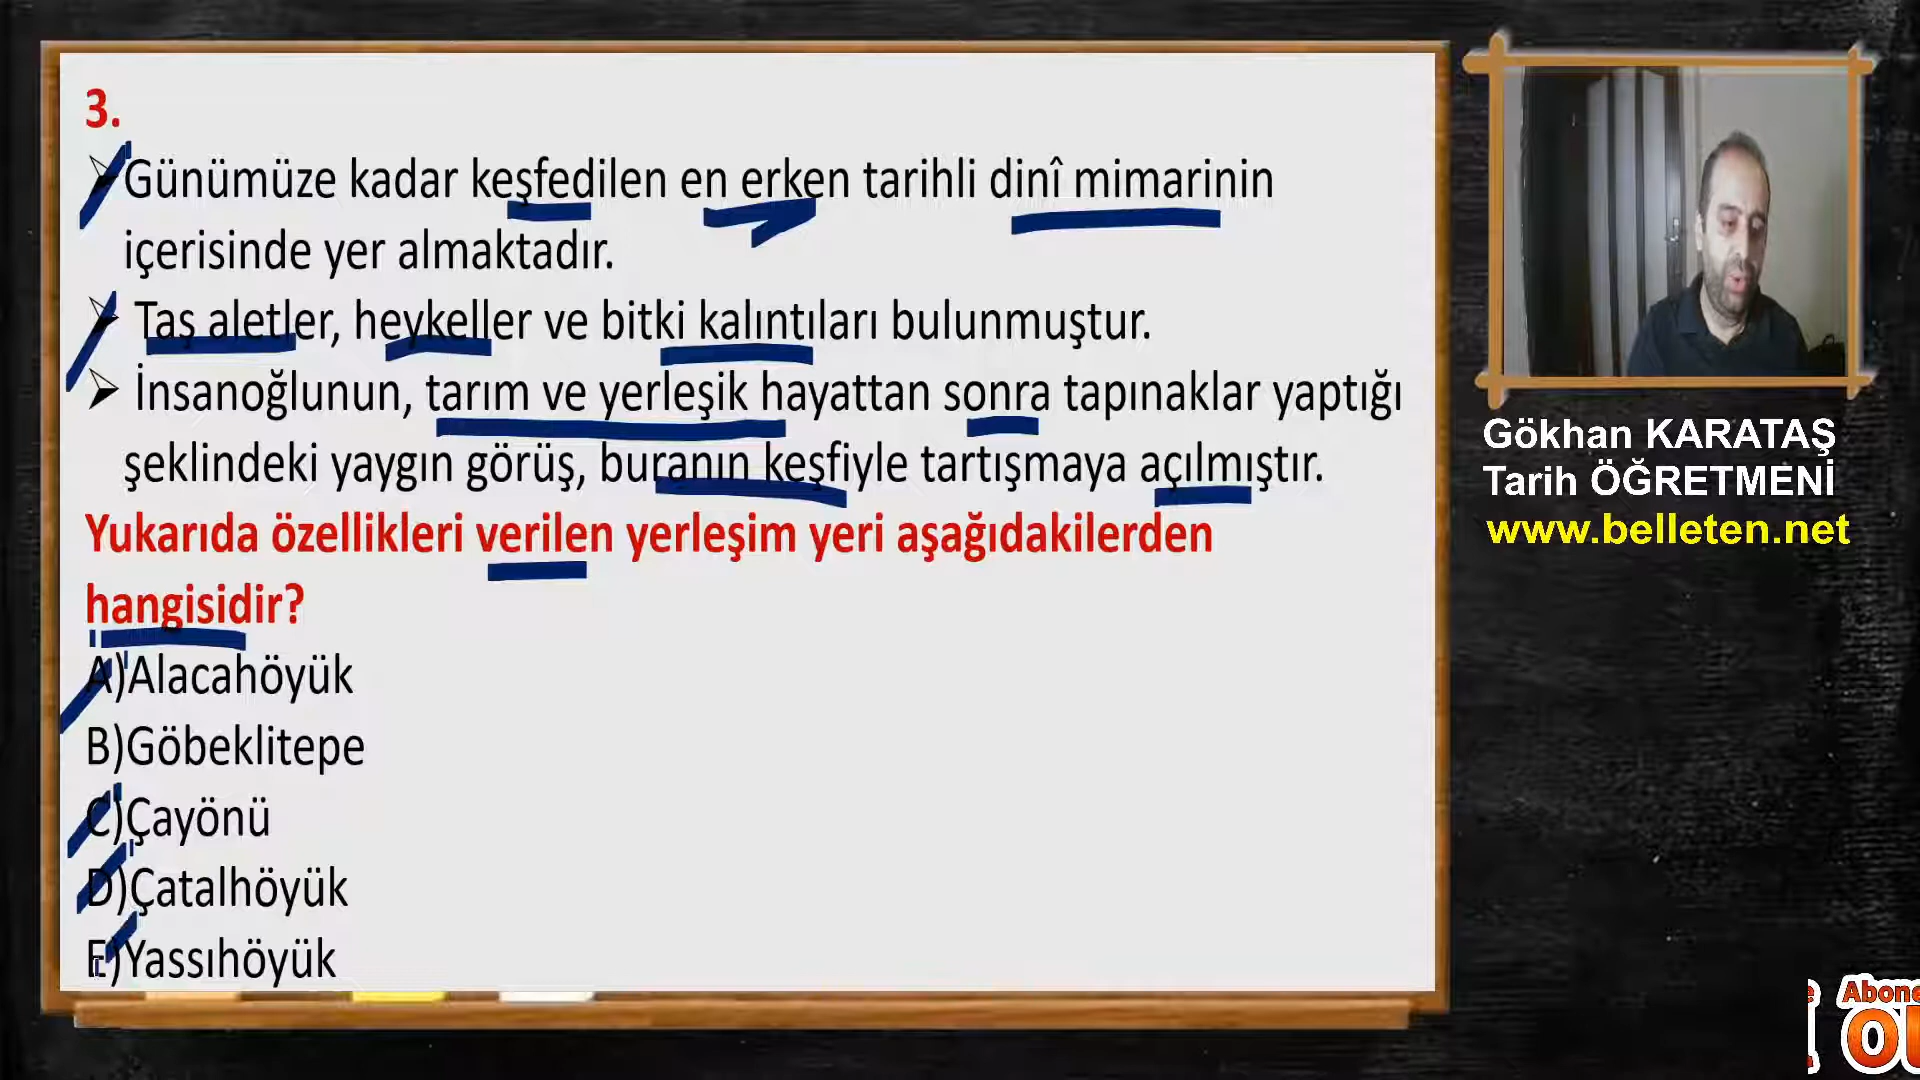 3.
➢Günümüze kadar keşfedilen en erken tarihli dinî mimarinin
içerisinde yer almaktadır.
➢ Taş aletler, heykeller ve bitki kalıntıları bulunmuştur.
➢ İnsanoğlunun, tarım ve yerleşik hayattan sonra tapınaklar yaptığı
şeklindeki yaygın görüş, buranın keşfiyle tartışmaya açılmıştır.
Yukarıda özellikleri verilen yerleşim yeri aşağıdakilerden
hangisidir?
A)Alacahöyük
B)Göbeklitepe
C)Çayönü
D)Çatalhöyük
E)Yassıhöyük
Gökhan KARATAŞ
Tarih ÖĞRETMENİ
www.belleten.net
Abone